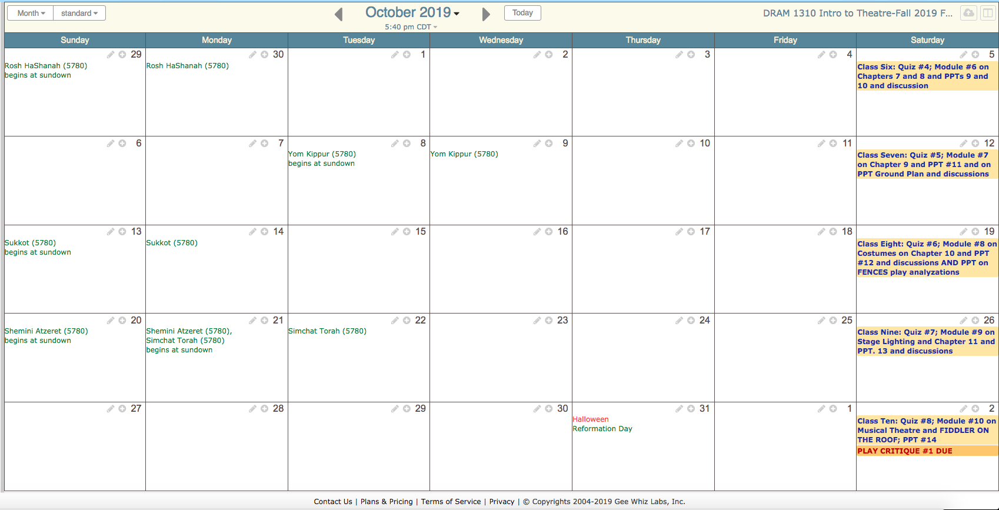 Month standard October 2019 Today DRAM 1310 Intro to Theatre-Fall 2019 F...
5:40 pm CDT
Sunday Monday Tuesday Wednesday Thursday Friday Saturday
29 30 1 2 3 4 5
Rosh HaShanah (5780)
begins at sundown
Rosh HaShanah (5780)
Class Six: Quiz #4; Module #6 on
Chapters 7 and 8 and PPTs 9 and
10 and discussion
6 7 8 9 10 11 12
Yom Kippur (5780)
begins at sundown
Yom Kippur (5780)
Class Seven: Quiz #5; Module #7
on Chapter 9 and PPT #11 and on
PPT Ground Plan and discussions
13 14 15 16 17 18 19
Sukkot (5780)
begins at sundown
Sukkot (5780)
Class Eight: Quiz #6; Module #8 on
Costumes on Chapter 10 and PPT
#12 and discussions AND PPT on
FENCES play analyzations
20 21 22 23 24 25 26
Shemini Atzeret (5780)
begins at sundown
Shemini Atzeret (5780),
Simchat Torah (5780)
begins at sundown
Simchat Torah (5780)
Class Nine: Quiz #7; Module #9 on
Stage Lighting and Chapter 11 and
PPT. 13 and discussions
27 28 29 30 31 1 2
Halloween
Reformation Day
Class Ten: Quiz #8; Module #10 on
Musical Theatre and FIDDLER ON
THE ROOF; PPT #14
PLAY CRITIQUE #1 DUE
Contact Us | Plans & Pricing | Terms of Service | Privacy | © Copyrights 2004-2019 Gee Whiz Labs, Inc.